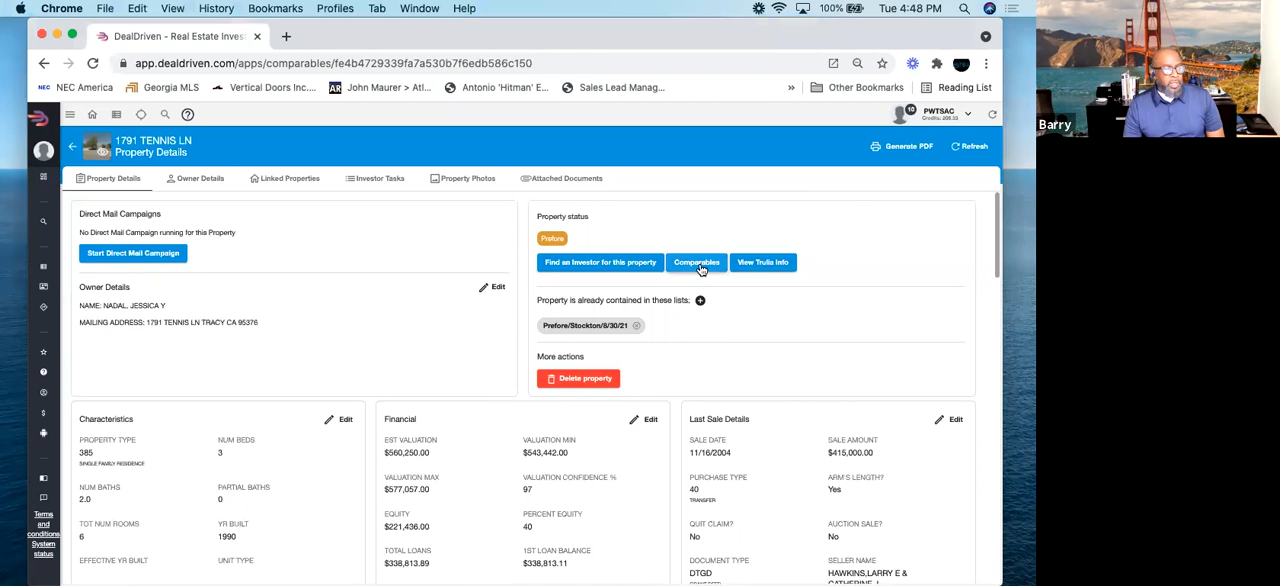 Chrome File Edit View History Bookmarks Profiles Tab Window Help 100% Tue 4:48 PM
DealDriven - Real Estate Inves
app.dealdriven.com/apps/comparables/fe4b4729339fa7a530b7f6edb586c150
NEC NEC America Georgia MLS Vertical Doors Inc.... AR John Maurer > Atl... Antonio 'Hitman' E... Sales Lead Manag... » Other Bookmarks Reading List
10 PWTSAC
Credits: 206.33
1791 TENNIS LN
Property Details
Generate PDF Refresh
Property Details Owner Details Linked Properties Investor Tasks Property Photos Attached Documents
Direct Mail Campaigns
No Direct Mail Campaign running for this Property
Start Direct Mail Campaign
Owner Details Edit
NAME: NADAL, JESSICA Y
MAILING ADDRESS: 1791 TENNIS LN TRACY CA 95376
Property status
Prefore
Find an Investor for this property Comparables View Trulia Info
Property is already contained in these lists:
Prefore/Stockton/8/30/21
More actions
Delete property
Characteristics Edit
PROPERTY TYPE NUM BEDS
385 3
SINGLE FAMILY RESIDENCE
NUM BATHS PARTIAL BATHS
2.0 0
TOT NUM ROOMS YR BUILT
6 1990
EFFECTIVE YR BUILT UNIT TYPE
Financial Edit
EST VALUATION VALUATION MIN
$560,250.00 $543,442.00
VALUATION MAX VALUATION CONFIDENCE %
$577,057.00 97
EQUITY PERCENT EQUITY
$221,436.00 40
TOTAL LOANS 1ST LOAN BALANCE
$338,813.89 $338,813.11
Last Sale Details Edit
SALE DATE SALE AMOUNT
11/16/2004 $415,000.00
PURCHASE TYPE ARM'S LENGTH?
40 Yes
TRANSFER
QUIT CLAIM? AUCTION SALE?
No No
DOCUMENT TYPE SELLER NAME
DTGD HAWKINS,LARRY E &
Terms
and
conditions
System
status
Barry